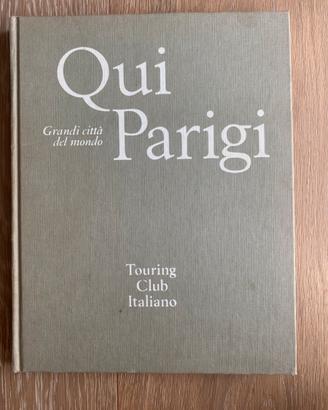 Qui
Grandi città
del mondo
Parigi
Touring
Club
Italiano